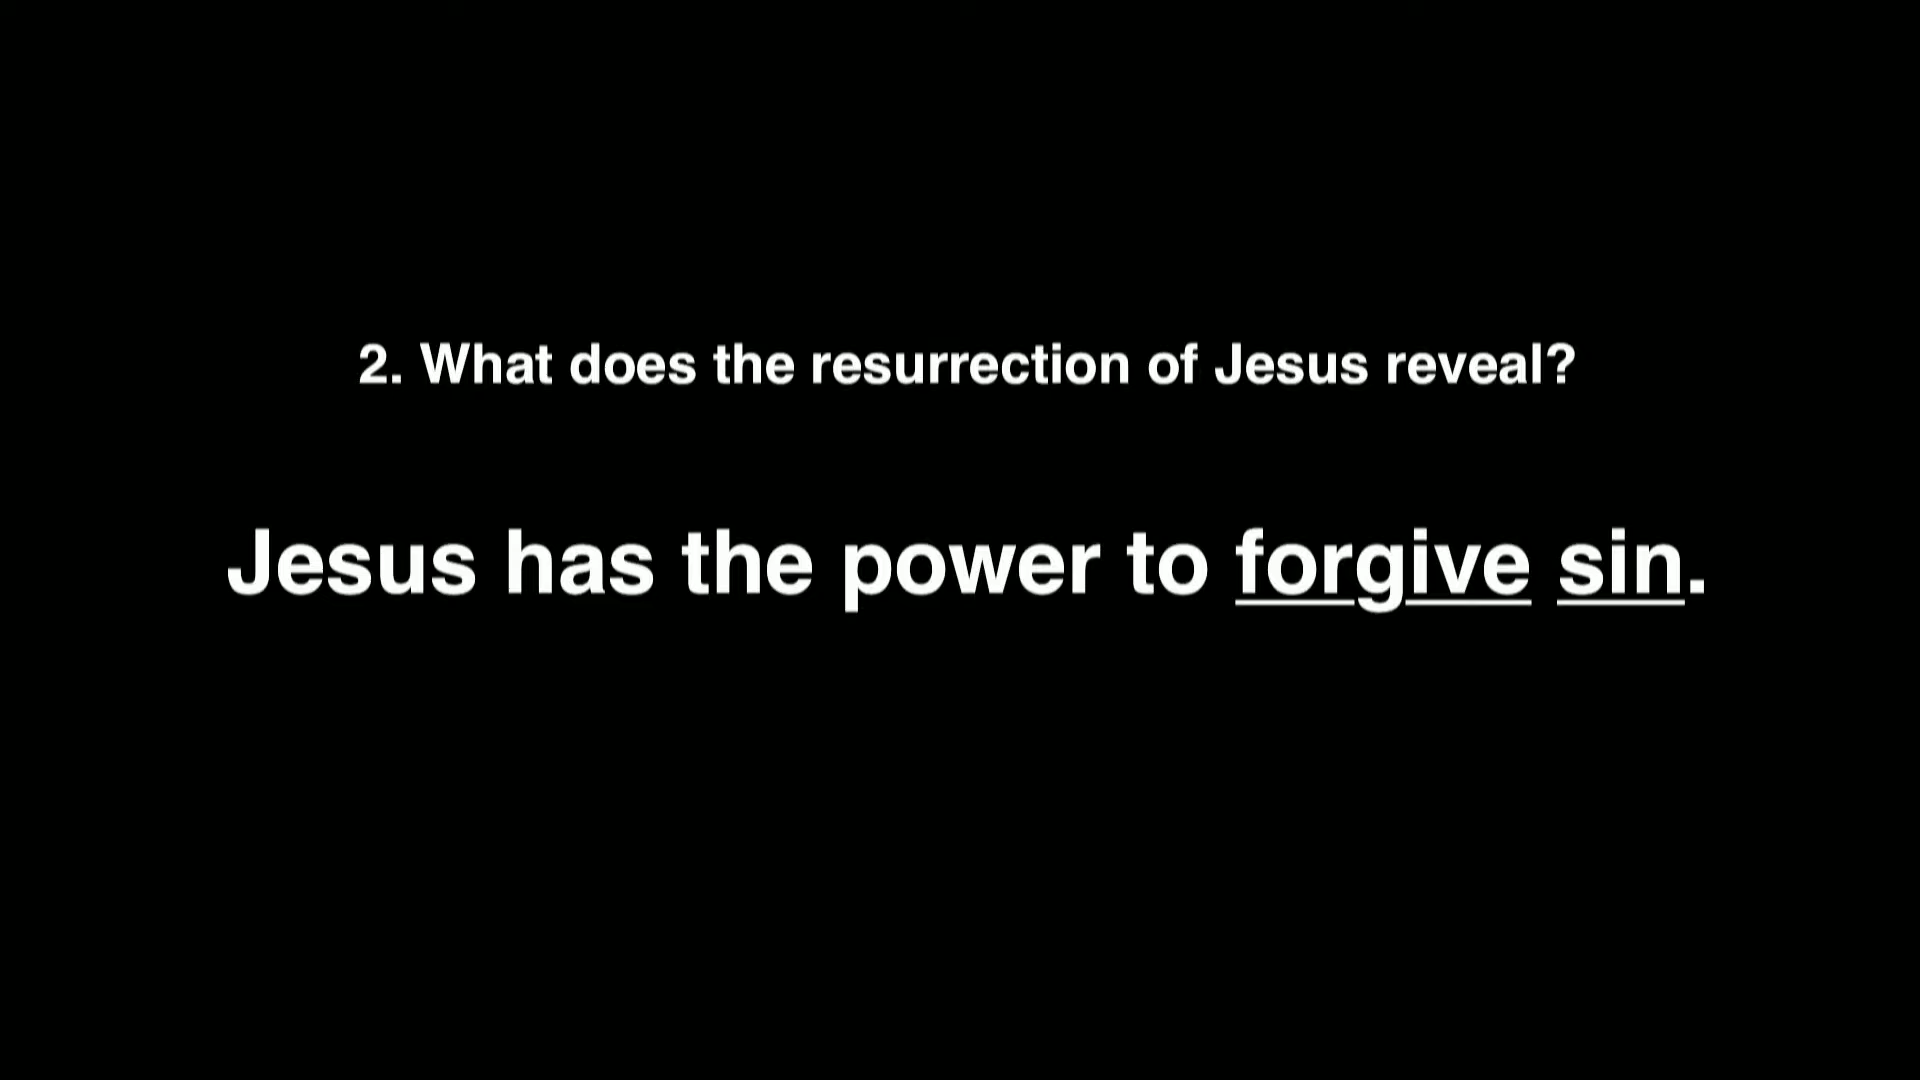 2. What does the resurrection of Jesus reveal?
Jesus has the power to forgive sin.